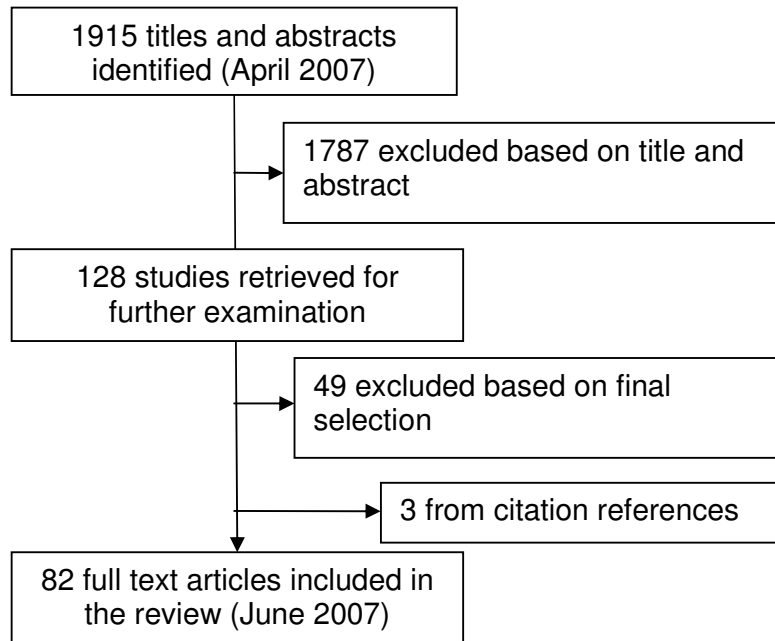 1915 titles and abstracts
identified (April 2007)
1787 excluded based on title and
abstract
128 studies retrieved for
further examination
49 excluded based on final
selection
3 from citation references
82 full text articles included in
the review (June 2007)